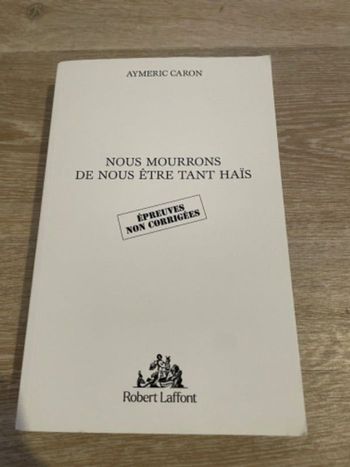 AYMERIC CARON
NOUS MOURRONS
DE NOUS ÊTRE TANT HAÏS
ÉPREUVES
NON CORRIGÉES
Robert Laffont